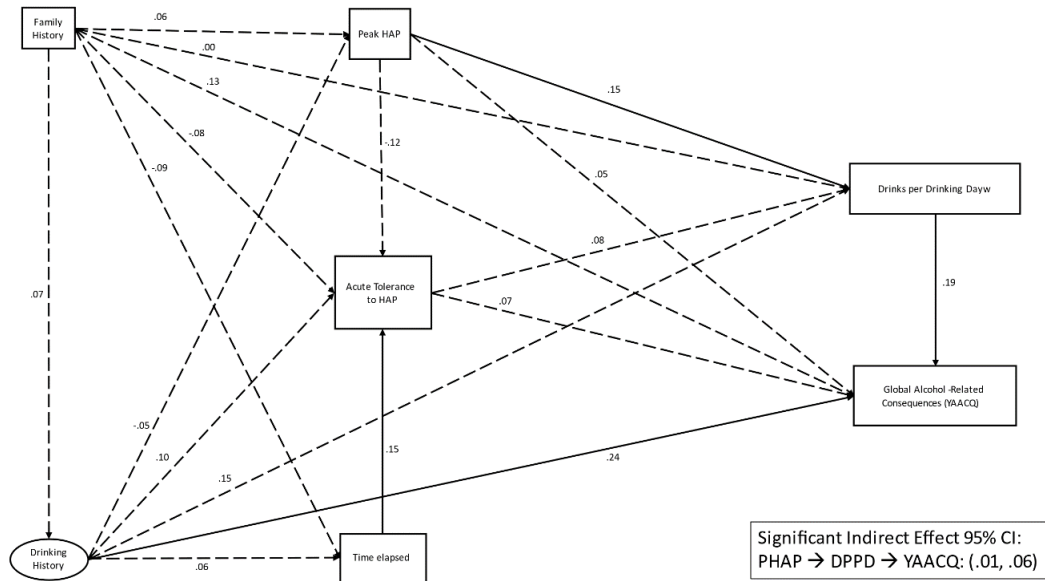 Family
History
.06
Peak HAP
.00
.13
.15
-.08
-.12
-.09
.05
Drinks per Drinking Dayw
.08
Acute Tolerance
to HAP
.07
.07
.19
Global Alcohol -Related
Consequences (YAACQ)
-.05
.10
.15
.15
.24
Drinking
History
.06
Time elapsed
Significant Indirect Effect 95% CI:
PHAP → DPPD → YAACQ: (.01, .06)